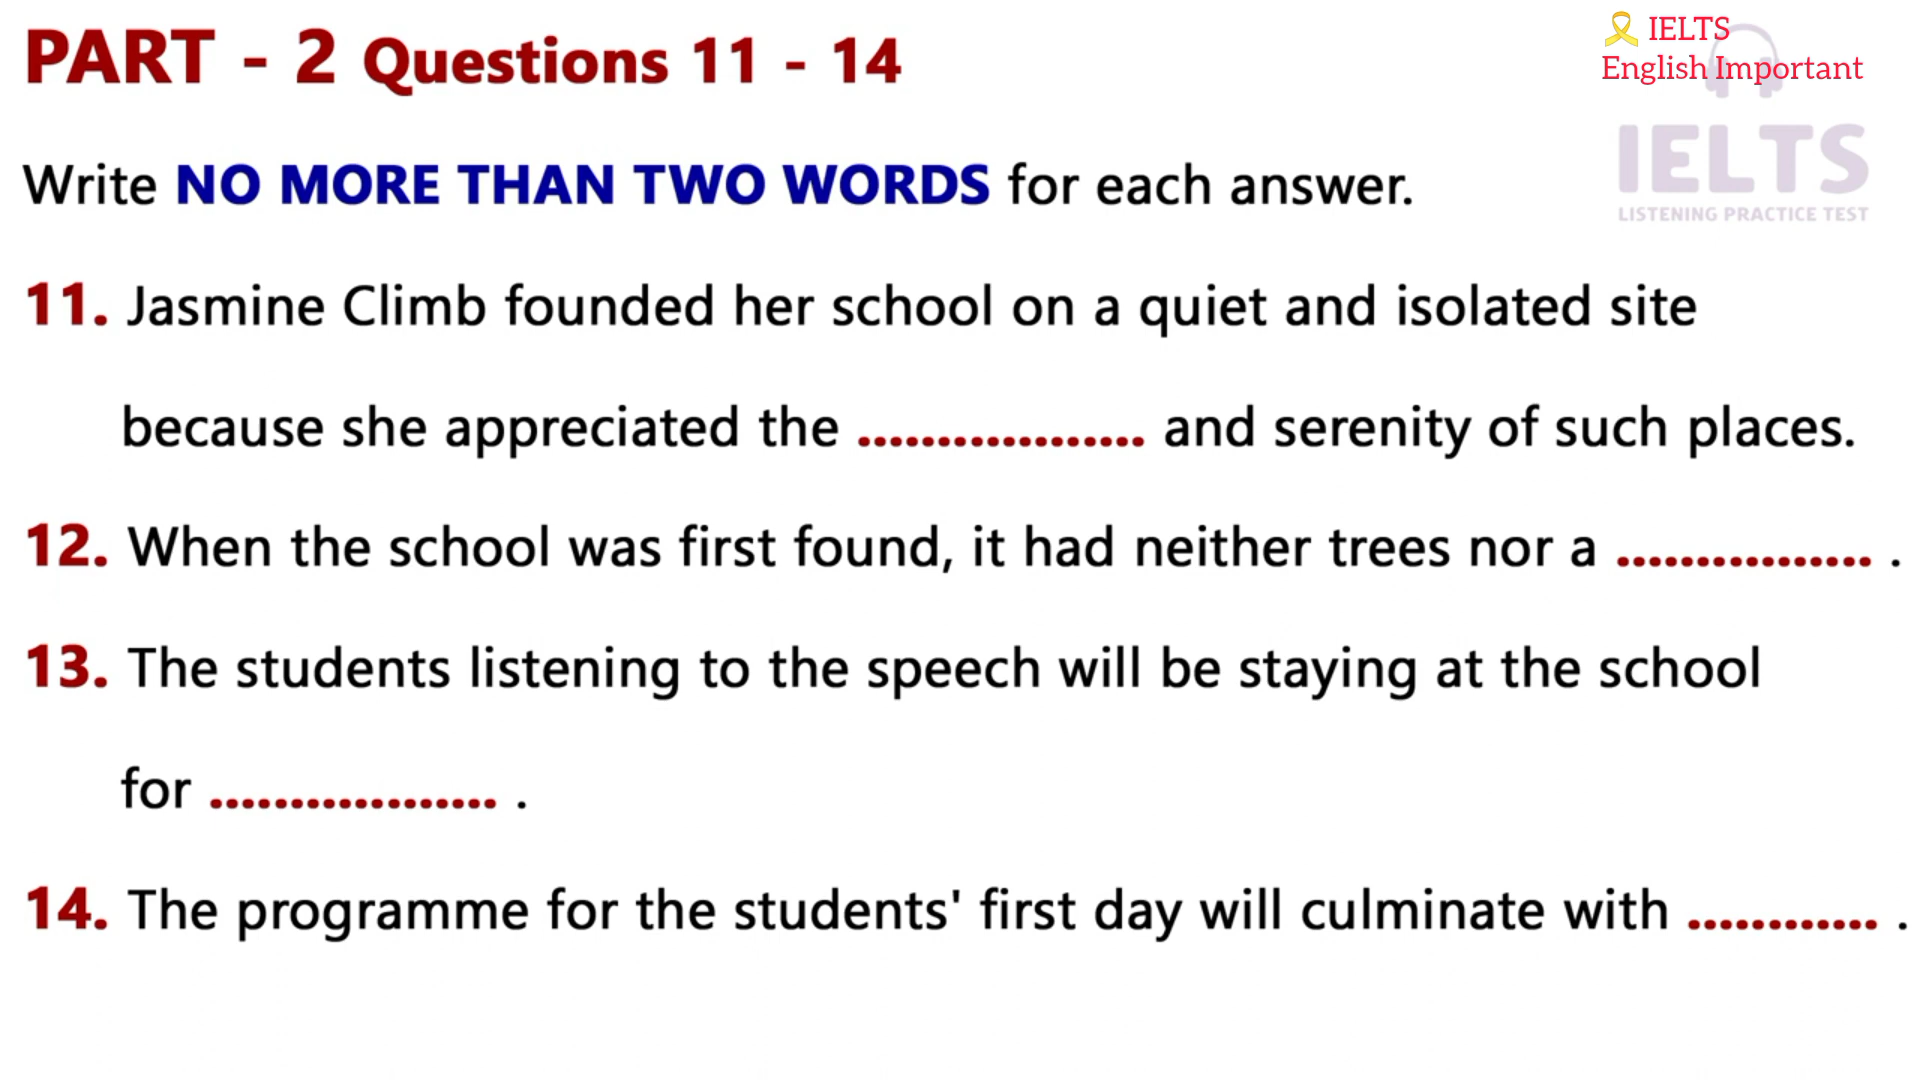 PART - 2 Questions 11 - 14
🎗 IELTS
English Important
IELTS
LISTENING PRACTICE TEST
Write NO MORE THAN TWO WORDS for each answer.
11. Jasmine Climb founded her school on a quiet and isolated site
because she appreciated the .................. and serenity of such places.
12. When the school was first found, it had neither trees nor a ................ .
13. The students listening to the speech will be staying at the school
for .................. .
14. The programme for the students' first day will culminate with ............ .